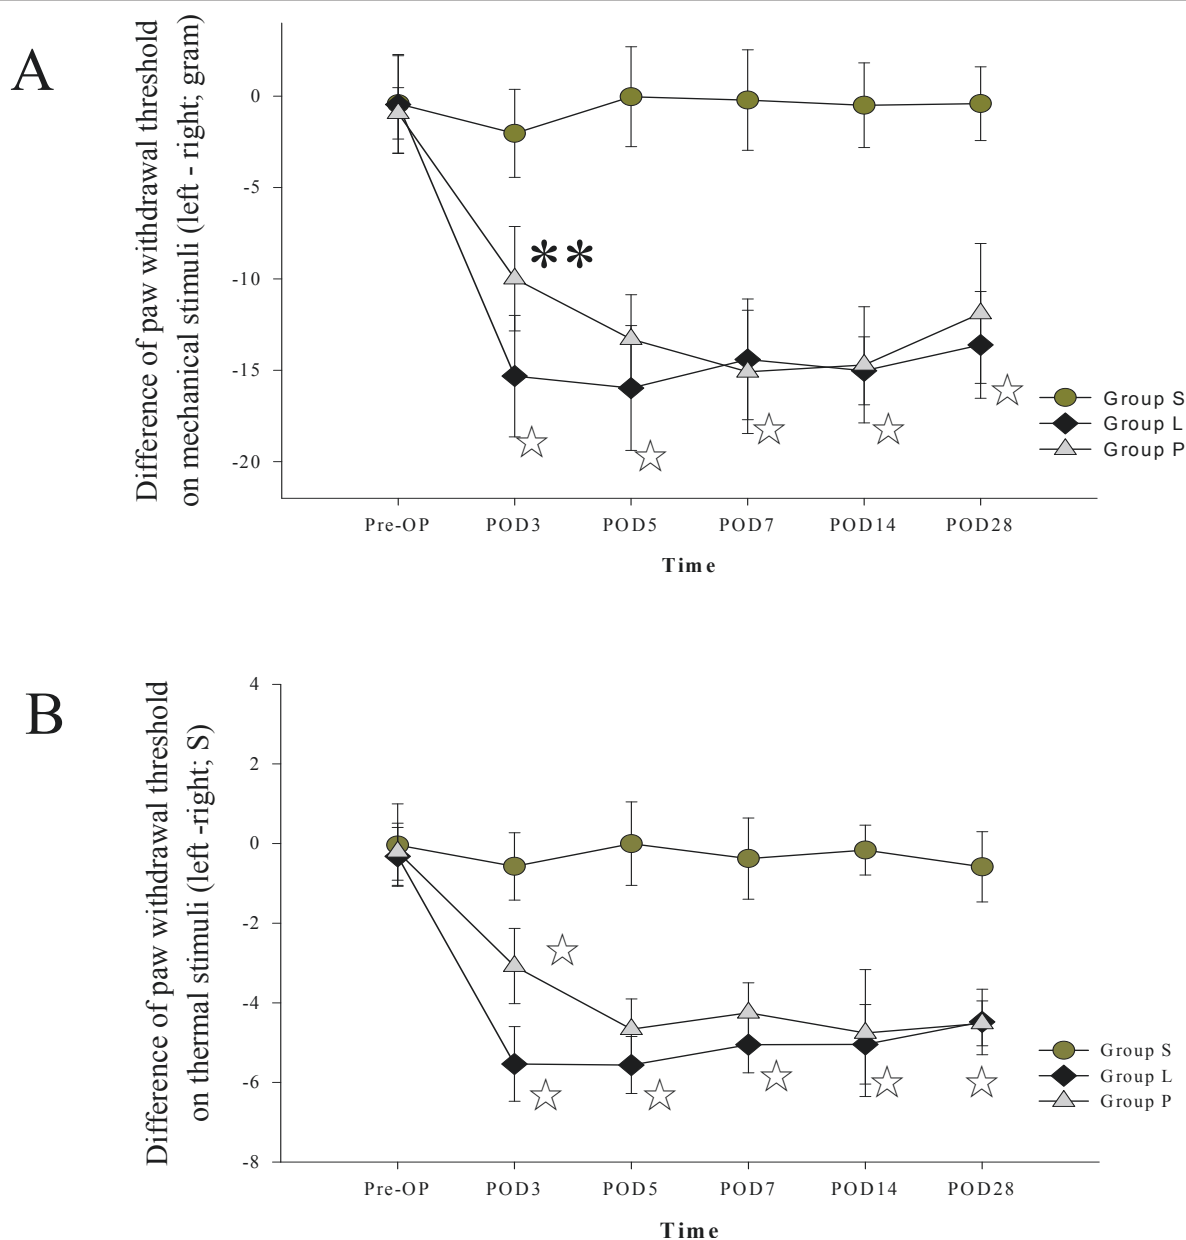 A
Difference of paw withdrawal threshold
on mechanical stimuli (left - right; gram)
0
-5
-10
-15
-20
**
Group S
Group L
Group P
Pre-OP POD3 POD5 POD7 POD14 POD28
Time
B
Difference of paw withdrawal threshold
on thermal stimuli (left -right; S)
4
2
0
-2
-4
-6
-8
Group S
Group L
Group P
Pre-OP POD3 POD5 POD7 POD14 POD28
Time